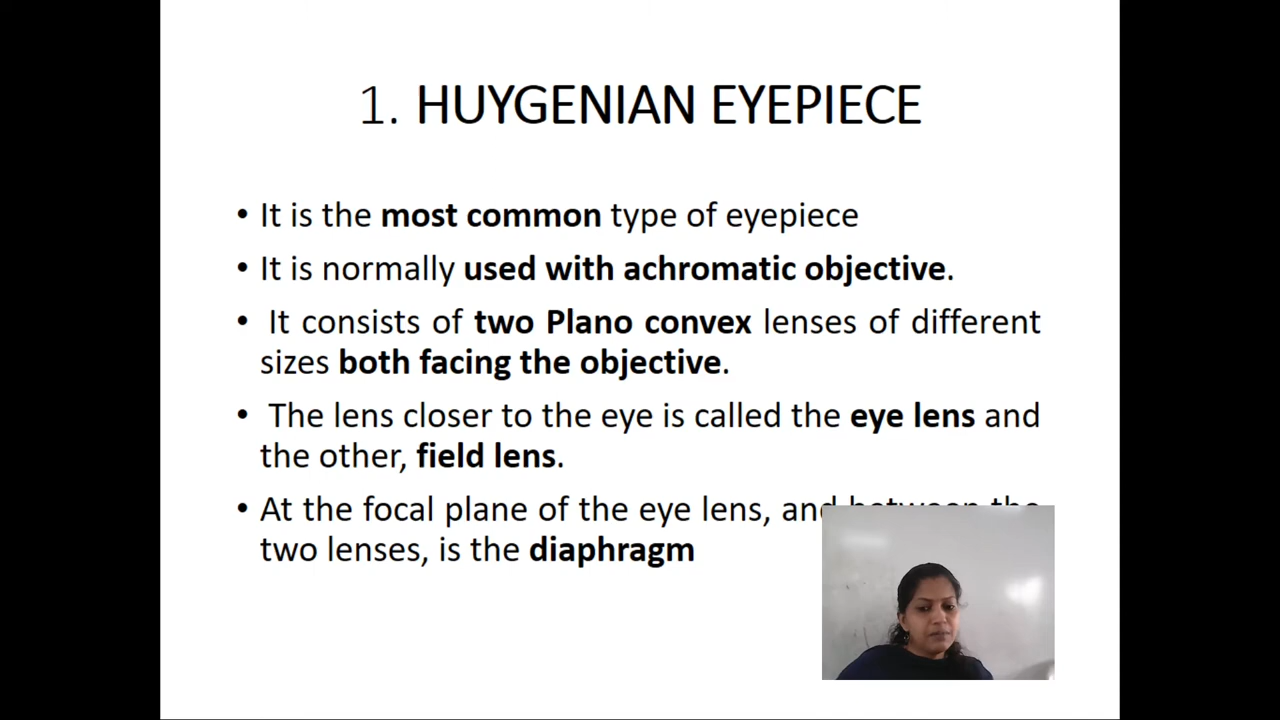 1. HUYGENIAN EYEPIECE
• It is the most common type of eyepiece
• It is normally used with achromatic objective.
• It consists of two Plano convex lenses of different
sizes both facing the objective.
• The lens closer to the eye is called the eye lens and
the other, field lens.
• At the focal plane of the eye lens, and between the
two lenses, is the diaphragm